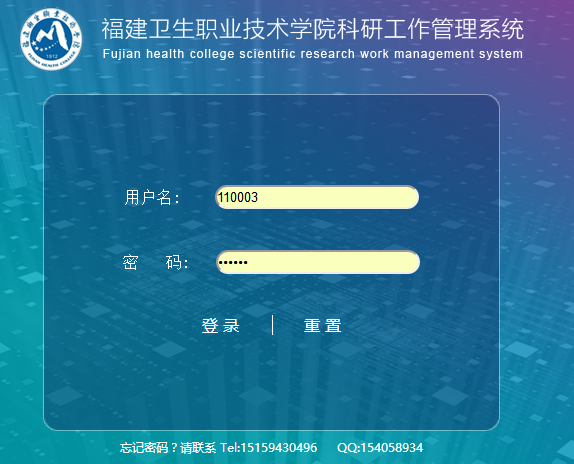 福建卫生职业技术学院科研工作管理系统
Fujian health college scientific research work management system
用户名: 110003
密 码: ••••••
登录 | 重置
忘记密码？请联系 Tel:15159430496 QQ:154058934